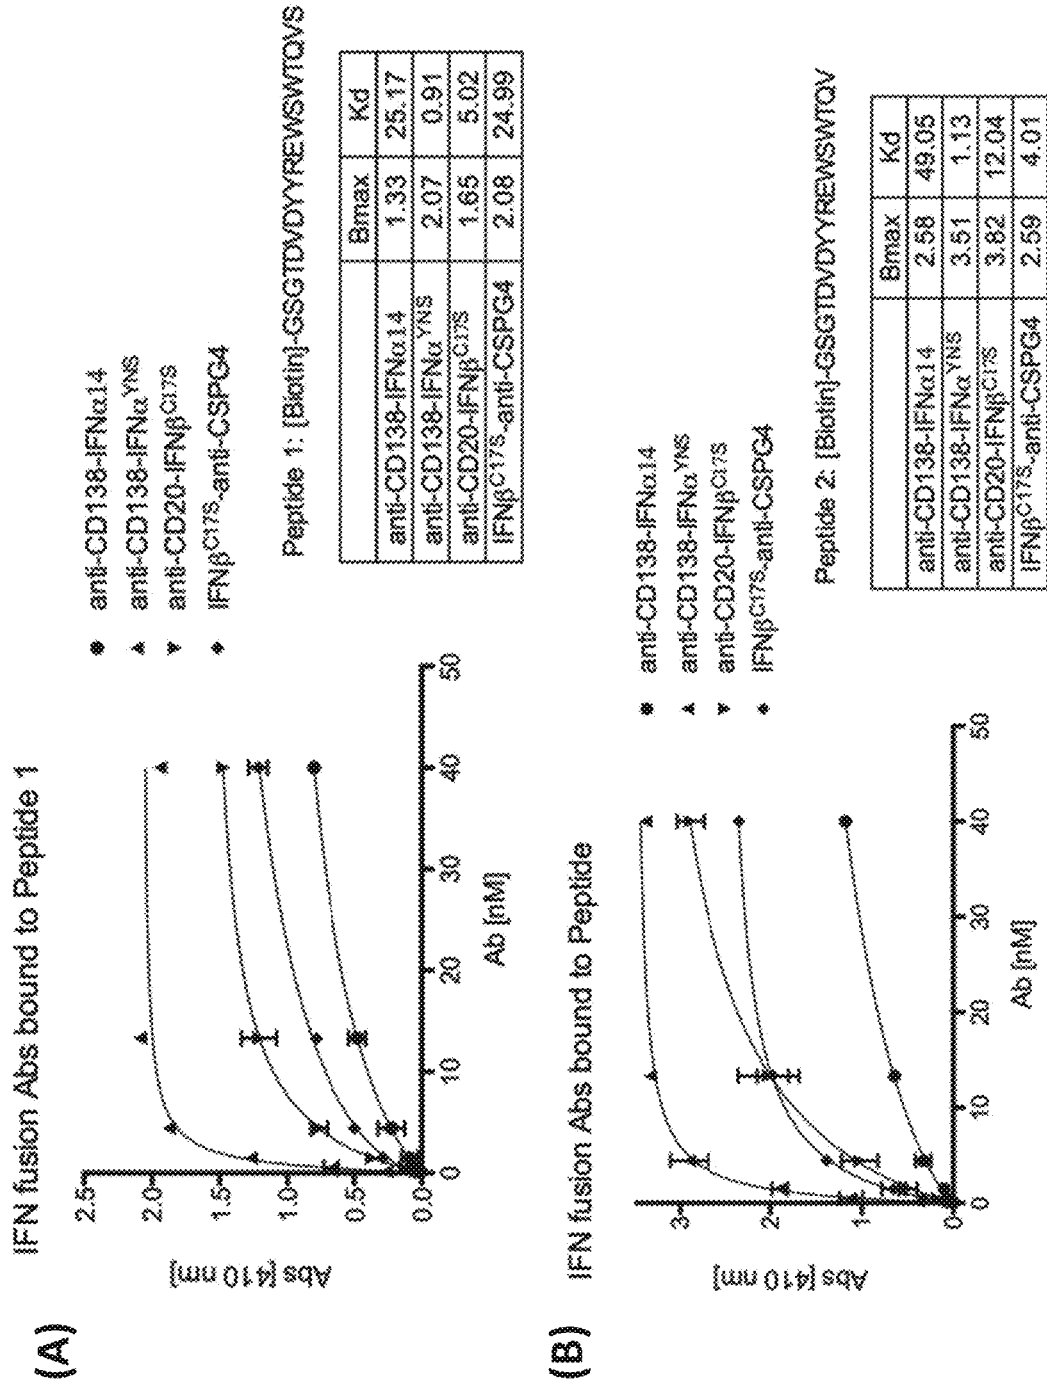 (A)
IFN fusion Abs bound to Peptide 1
Abs [410 nm]
2.5
2.0
1.5
1.0
0.5
0.0
0 10 20 30 40 50
Ab [nM]
● anti-CD138-IFNα14
▲ anti-CD138-IFNα^YNS
▼ anti-CD20-IFNβ^C17S
◆ IFNβ^C17S-anti-CSPG4
Peptide 1: [Biotin]-GSGTDVDYYREWSWTQVS
Bmax Kd
anti-CD138-IFNα14 1.33 25.17
anti-CD138-IFNα^YNS 2.07 0.91
anti-CD20-IFNβ^C17S 1.65 5.02
IFNβ^C17S-anti-CSPG4 2.08 24.99
(B)
IFN fusion Abs bound to Peptide
Abs [410 nm]
3
2
1
0
0 10 20 30 40 50
Ab [nM]
● anti-CD138-IFNα14
▲ anti-CD138-IFNα^YNS
▼ anti-CD20-IFNβ^C17S
◆ IFNβ^C17S-anti-CSPG4
Peptide 2: [Biotin]-GSGTDVDYYREWSWTQV
Bmax Kd
anti-CD138-IFNα14 2.58 49.05
anti-CD138-IFNα^YNS 3.51 1.13
anti-CD20-IFNβ^C17S 3.82 12.04
IFNβ^C17S-anti-CSPG4 2.59 4.01